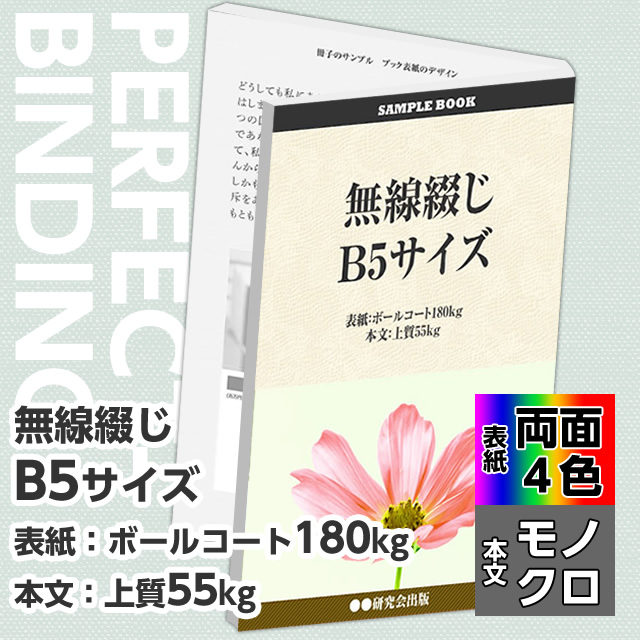 PERFECT
BINDING
冊子のサンプル　ブック表紙のデザイン
どうしても私
はしま
つの
であ
て、私
んから
しかも
斥を
もとも
SAMPLE BOOK
無線綴じ
B5サイズ
表紙:ボールコート180kg
本文:上質55kg
●●研究会出版
無線綴じ
B5サイズ
表紙：ボールコート180kg
本文：上質55kg
表紙
両面
4色
本文
モノ
クロ